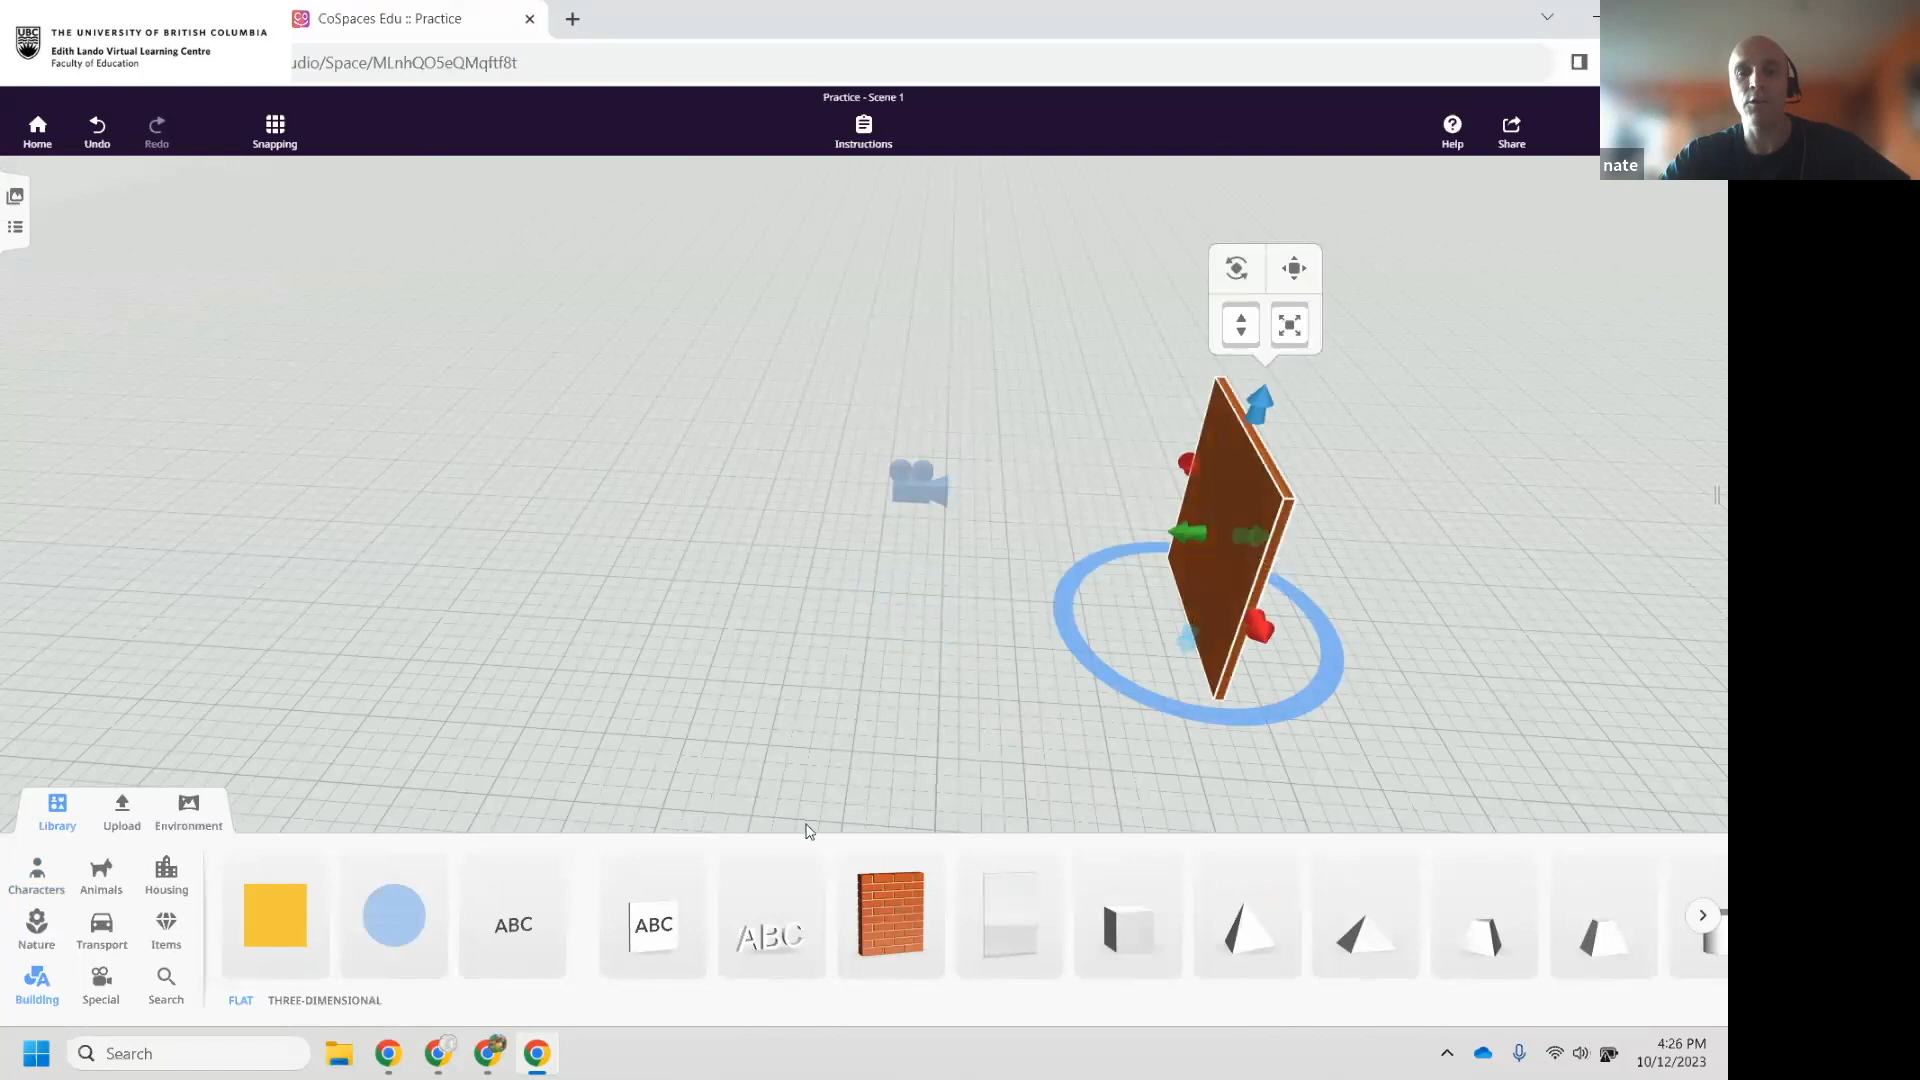 CoSpaces Edu :: Practice
UBC
THE UNIVERSITY OF BRITISH COLUMBIA
Edith Lando Virtual Learning Centre
Faculty of Education
udio/Space/MLnhQO5eQMqftf8t
Practice - Scene 1
Home
Undo
Redo
Snapping
Instructions
Help
Share
nate
Library
Upload
Environment
Characters
Animals
Housing
Nature
Transport
Items
Building
Special
Search
ABC
ABC
ABC
FLAT
THREE-DIMENSIONAL
Search
4:26 PM
10/12/2023